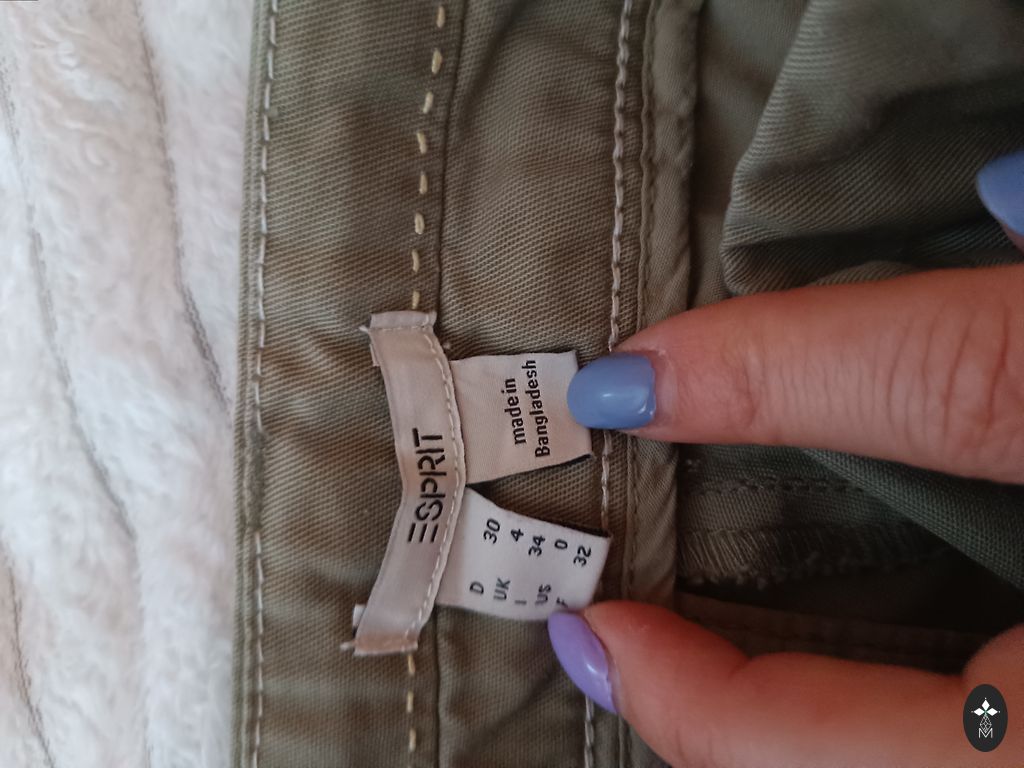 ESPRIT
made in
Bangladesh
D 30
UK 4
I 34
US 0
F 32
M